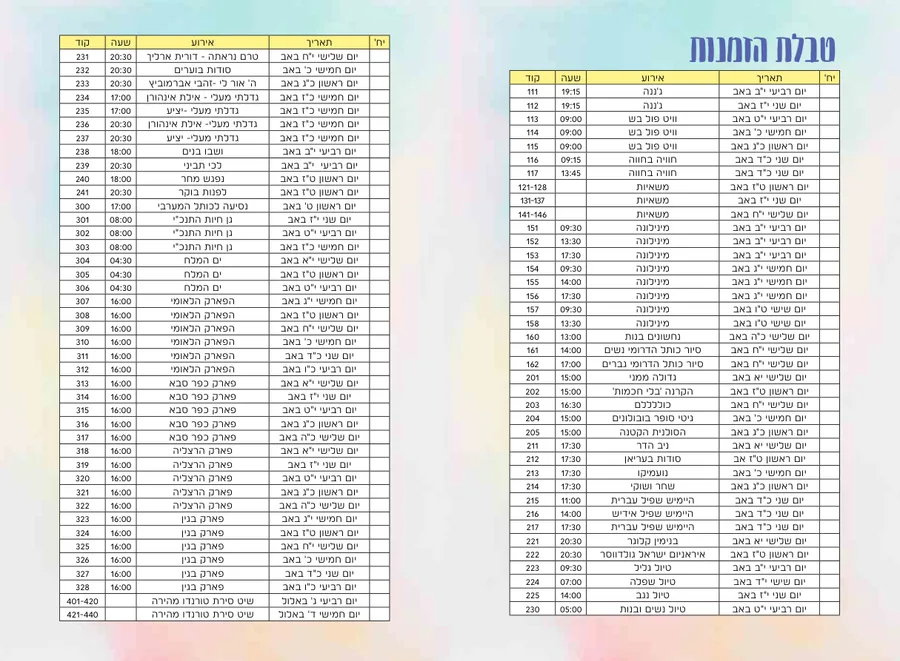 טבלת הזמנות
יח' תאריך אירוע שעה קוד
יום רביעי י"ב באב ג'ננה 19:15 111
יום שני י"ז באב ג'ננה 19:15 112
יום רביעי י"ט באב וויט פול בש 09:00 113
יום חמישי כ' באב וויט פול בש 09:00 114
יום ראשון כ"ג באב וויט פול בש 09:00 115
יום שני כ"ד באב חוויה בחווה 09:15 116
יום שני כ"ד באב חוויה בחווה 13:45 117
יום ראשון ט"ז באב משאיות 121-128
יום שני י"ז באב משאיות 131-137
יום שלישי י"ח באב משאיות 141-146
יום רביעי י"ב באב מינילונה 09:30 151
יום רביעי י"ב באב מינילונה 13:30 152
יום רביעי י"ב באב מינילונה 17:30 153
יום חמישי י"ג באב מינילונה 09:30 154
יום חמישי י"ג באב מינילונה 14:00 155
יום חמישי י"ג באב מינילונה 17:30 156
יום שישי ט"ו באב מינילונה 09:30 157
יום שישי ט"ו באב מינילונה 13:30 158
יום שלישי כ"ה באב נחשונים בנות 13:00 160
יום שלישי י"ח באב סיור כותל הדרומי נשים 14:00 161
יום שלישי י"ח באב סיור כותל הדרומי גברים 17:00 162
יום שלישי יא באב גדולה ממני 15:00 201
יום ראשון ט"ז באב הקרנה 'בלי חכמות' 15:00 202
יום שלישי י"ח באב כוללללם 16:30 203
יום חמישי כ' באב גיטי סופר בובולונים 15:00 204
יום ראשון כ"ג באב הסולנית הקטנה 15:00 205
יום שלישי יא באב ניב הדר 17:30 211
יום ראשון ט"ז אב סודות בעריאן 17:30 212
יום חמישי כ' באב נועמיקו 17:30 213
יום ראשון כ"ג באב שחר ושוקי 17:30 214
יום שני כ"ד באב היימיש שפיל עברית 11:00 215
יום שני כ"ד באב היימיש שפיל אידיש 14:00 216
יום שני כ"ד באב היימיש שפיל עברית 17:30 217
יום שלישי יא באב בנימין קלוגר 20:30 221
יום ראשון ט"ז באב איראניום ישראל גולדווסר 20:30 222
יום רביעי י"ב באב טיול גליל 09:30 223
יום שישי י"ד באב טיול שפלה 07:00 224
יום שני י"ז באב טיול נגב 14:00 225
יום רביעי י"ט באב טיול נשים ובנות 05:00 230
יח' תאריך אירוע שעה קוד
יום שלישי י"ח באב טרם נראתה - דורית ארליך 20:30 231
יום חמישי כ' באב סודות בוערים 20:30 232
יום ראשון כ"ג באב ה' אור לי -זהבי אברמוביץ 20:30 233
יום חמישי כ"ז באב גדלתי מעלי - אילת אינהורן 17:00 234
יום חמישי כ"ז באב גדלתי מעלי -יציע 17:00 235
יום חמישי כ"ז באב גדלתי מעלי- אילת אינהורן 20:30 236
יום חמישי כ"ז באב גדלתי מעלי- יציע 20:30 237
יום רביעי י"ב באב ושבו בנים 18:00 238
יום רביעי י"ב באב לכי תביני 20:30 239
יום ראשון ט"ז באב נפגש מחר 18:00 240
יום ראשון ט"ז באב לפנות בוקר 20:30 241
יום ראשון ט' באב נסיעה לכותל המערבי 17:00 300
יום שני י"ז באב גן חיות התנכ"י 08:00 301
יום רביעי י"ט באב גן חיות התנכ"י 08:00 302
יום חמישי כ"ז באב גן חיות התנכ"י 08:00 303
יום שלישי י"א באב ים המלח 04:30 304
יום ראשון ט"ז באב ים המלח 04:30 305
יום רביעי י"ט באב ים המלח 04:30 306
יום חמישי י"ג באב הפארק הלאומי 16:00 307
יום ראשון ט"ז באב הפארק הלאומי 16:00 308
יום שלישי י"ח באב הפארק הלאומי 16:00 309
יום חמישי כ' באב הפארק הלאומי 16:00 310
יום שני כ"ד באב הפארק הלאומי 16:00 311
יום רביעי כ"ו באב הפארק הלאומי 16:00 312
יום שלישי י"א באב פארק כפר סבא 16:00 313
יום שני י"ז באב פארק כפר סבא 16:00 314
יום רביעי י"ט באב פארק כפר סבא 16:00 315
יום ראשון כ"ג באב פארק כפר סבא 16:00 316
יום שלישי כ"ה באב פארק כפר סבא 16:00 317
יום שלישי י"א באב פארק הרצליה 16:00 318
יום שני י"ז באב פארק הרצליה 16:00 319
יום רביעי י"ט באב פארק הרצליה 16:00 320
יום ראשון כ"ג באב פארק הרצליה 16:00 321
יום שלישי כ"ה באב פארק הרצליה 16:00 322
יום חמישי י"ג באב פארק בגין 16:00 323
יום ראשון ט"ז באב פארק בגין 16:00 324
יום שלישי י"ח באב פארק בגין 16:00 325
יום חמישי כ' באב פארק בגין 16:00 326
יום שני כ"ד באב פארק בגין 16:00 327
יום רביעי כ"ו באב פארק בגין 16:00 328
יום רביעי ג' באלול שיט סירת טורנדו מהירה 401-420
יום חמישי ד' באלול שיט סירת טורנדו מהירה 421-440